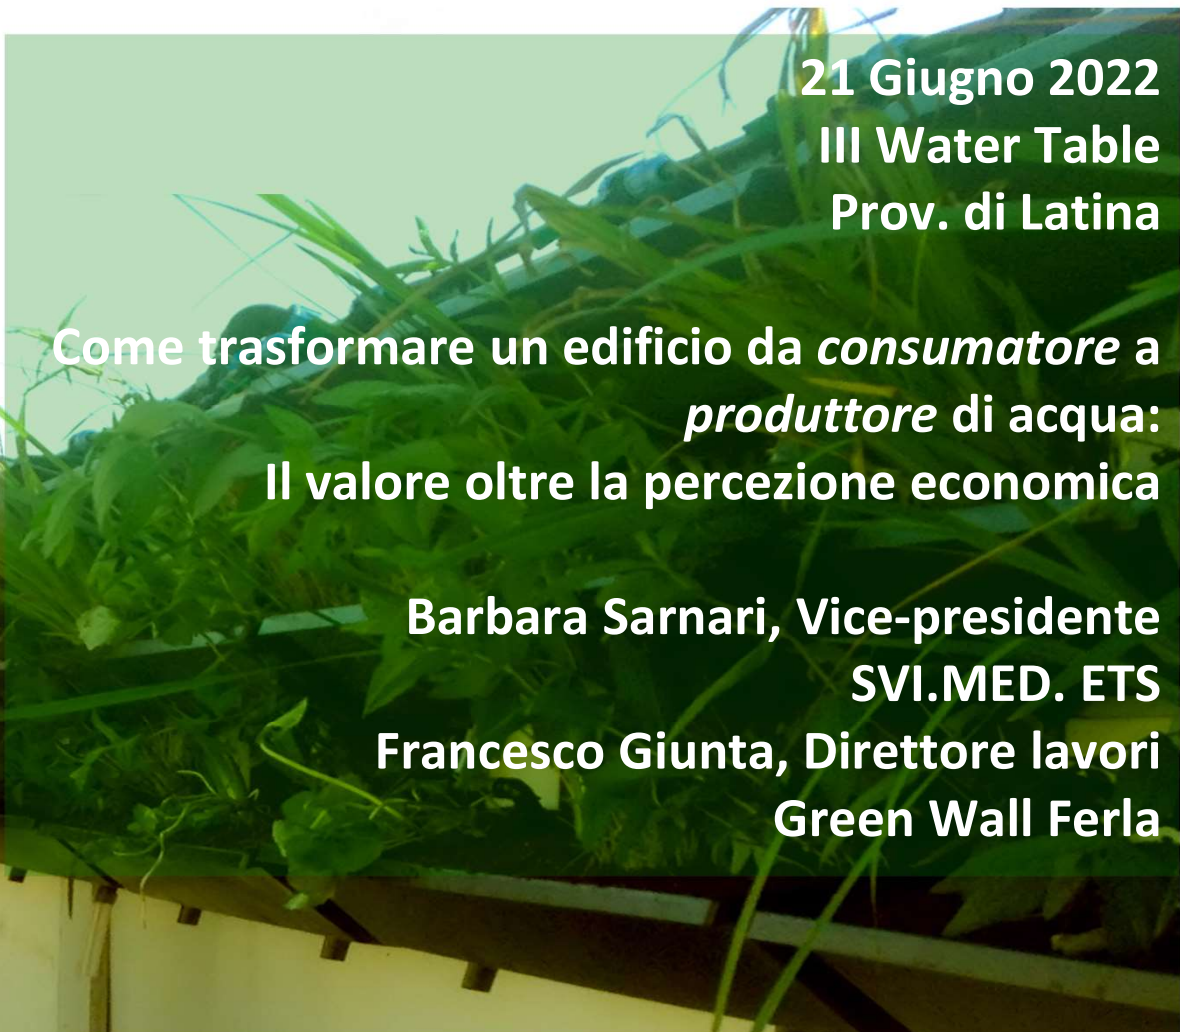 21 Giugno 2022
III Water Table
Prov. di Latina
Come trasformare un edificio da consumatore a
produttore di acqua:
Il valore oltre la percezione economica
Barbara Sarnari, Vice-presidente
SVI.MED. ETS
Francesco Giunta, Direttore lavori
Green Wall Ferla